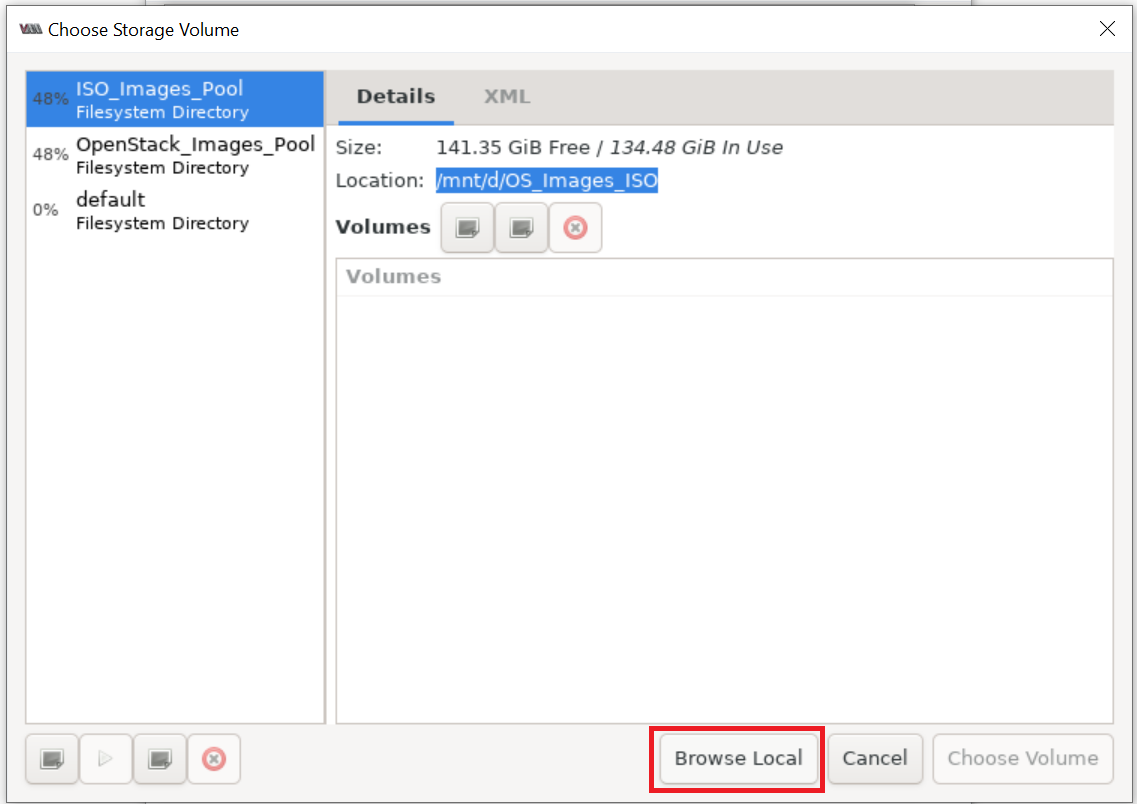 Choose Storage Volume
48%
ISO_Images_Pool
Filesystem Directory
48%
OpenStack_Images_Pool
Filesystem Directory
0%
default
Filesystem Directory
Details XML
Size: 141.35 GiB Free / 134.48 GiB In Use
Location: /mnt/d/OS_Images_ISO
Volumes
Volumes
Browse Local Cancel Choose Volume